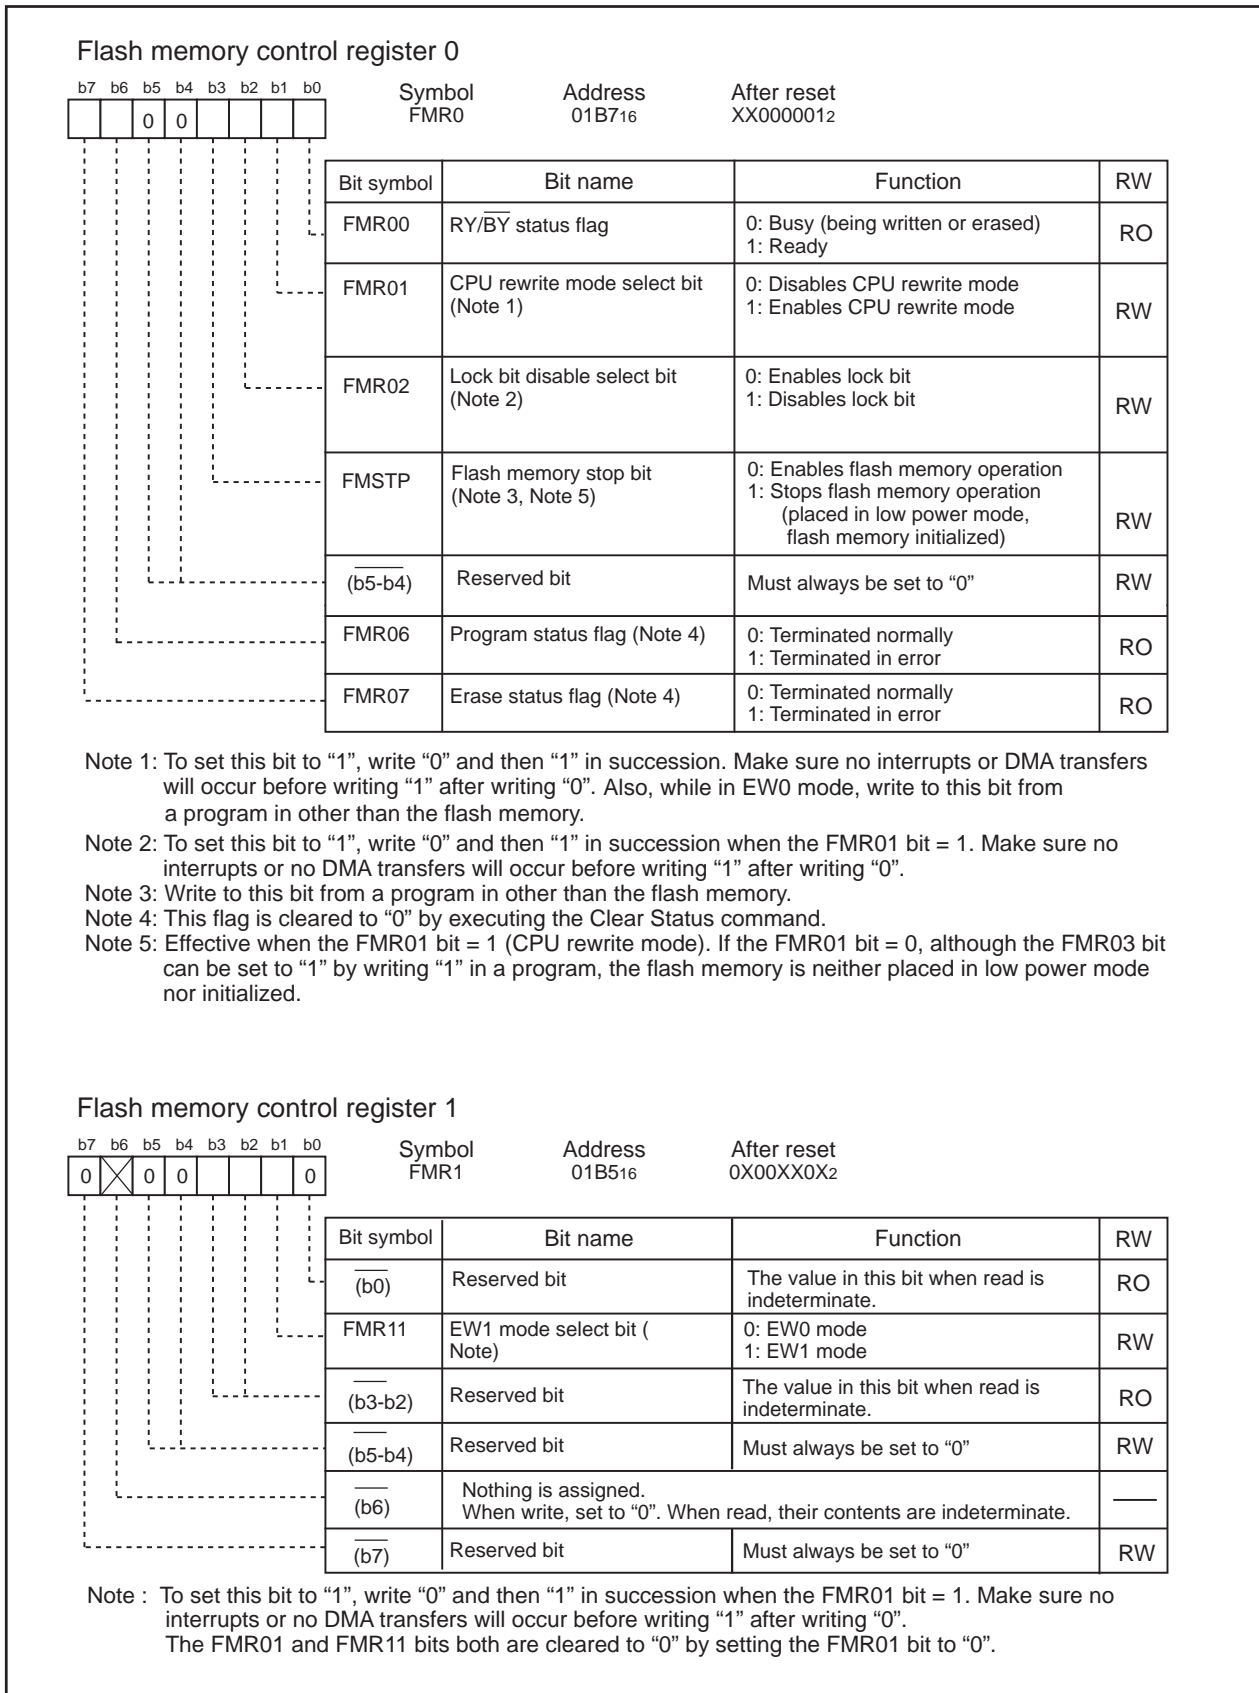 Flash memory control register 0
b7 b6 b5 b4 b3 b2 b1 b0
Symbol Address After reset
0 0 FMR0 01B716 XX0000012
Bit symbol Bit name Function RW
FMR00 RY/BY status flag 0: Busy (being written or erased)
1: Ready RO
FMR01 CPU rewrite mode select bit 0: Disables CPU rewrite mode
(Note 1) 1: Enables CPU rewrite mode RW
FMR02 Lock bit disable select bit 0: Enables lock bit
(Note 2) 1: Disables lock bit RW
FMSTP Flash memory stop bit 0: Enables flash memory operation
(Note 3, Note 5) 1: Stops flash memory operation
(placed in low power mode, RW
flash memory initialized)
(b5-b4) Reserved bit Must always be set to “0” RW
FMR06 Program status flag (Note 4) 0: Terminated normally
1: Terminated in error RO
FMR07 Erase status flag (Note 4) 0: Terminated normally
1: Terminated in error RO
Note 1: To set this bit to “1”, write “0” and then “1” in succession. Make sure no interrupts or DMA transfers
will occur before writing “1” after writing “0”. Also, while in EW0 mode, write to this bit from
a program in other than the flash memory.
Note 2: To set this bit to “1”, write “0” and then “1” in succession when the FMR01 bit = 1. Make sure no
interrupts or no DMA transfers will occur before writing “1” after writing “0”.
Note 3: Write to this bit from a program in other than the flash memory.
Note 4: This flag is cleared to “0” by executing the Clear Status command.
Note 5: Effective when the FMR01 bit = 1 (CPU rewrite mode). If the FMR01 bit = 0, although the FMR03 bit
can be set to “1” by writing “1” in a program, the flash memory is neither placed in low power mode
nor initialized.
Flash memory control register 1
b7 b6 b5 b4 b3 b2 b1 b0
Symbol Address After reset
0 0 0 0 FMR1 01B516 0X00XX0X2
Bit symbol Bit name Function RW
(b0) Reserved bit The value in this bit when read is
indeterminate. RO
FMR11 EW1 mode select bit ( 0: EW0 mode
Note) 1: EW1 mode RW
(b3-b2) Reserved bit The value in this bit when read is
indeterminate. RO
(b5-b4) Reserved bit Must always be set to “0” RW
Nothing is assigned.
(b6) When write, set to “0”. When read, their contents are indeterminate.
(b7) Reserved bit Must always be set to “0” RW
Note : To set this bit to “1”, write “0” and then “1” in succession when the FMR01 bit = 1. Make sure no
interrupts or no DMA transfers will occur before writing “1” after writing “0”.
The FMR01 and FMR11 bits both are cleared to “0” by setting the FMR01 bit to “0”.